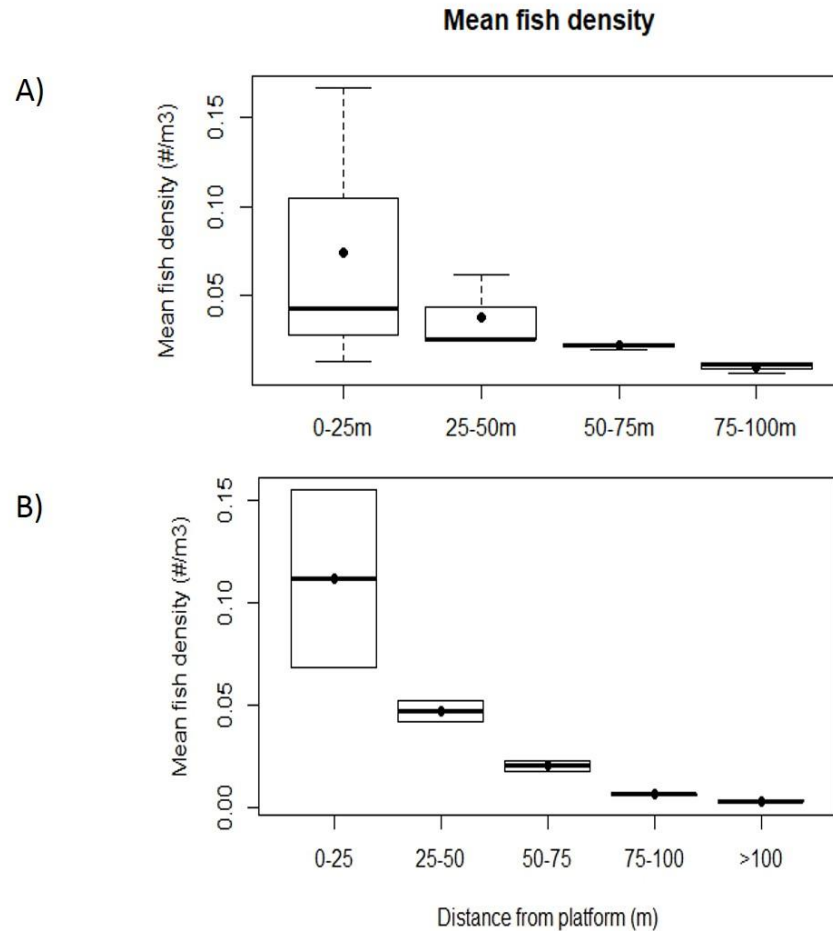 Mean fish density
A)
Mean fish density (#/m3)
0.15
0.10
0.05
0-25m 25-50m 50-75m 75-100m
B)
Mean fish density (#/m3)
0.15
0.10
0.05
0.00
0-25 25-50 50-75 75-100 >100
Distance from platform (m)